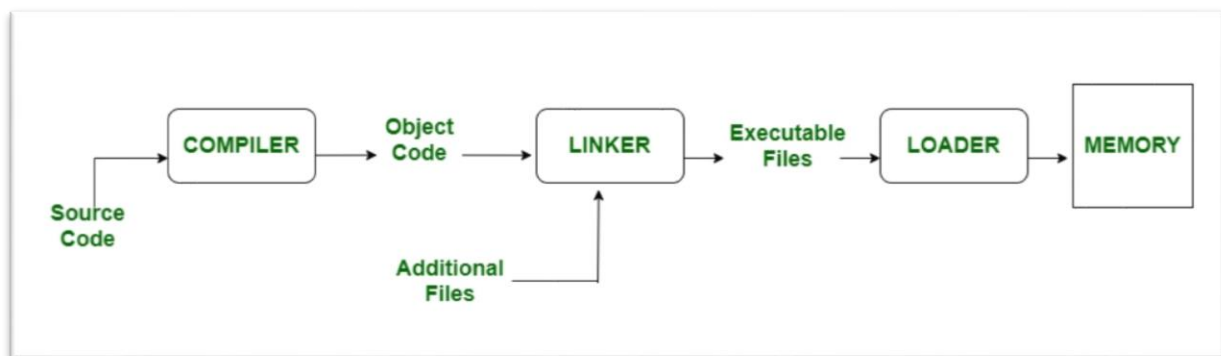 COMPILER
Object
Code
LINKER
Executable
Files
LOADER
MEMORY
Source
Code
Additional
Files